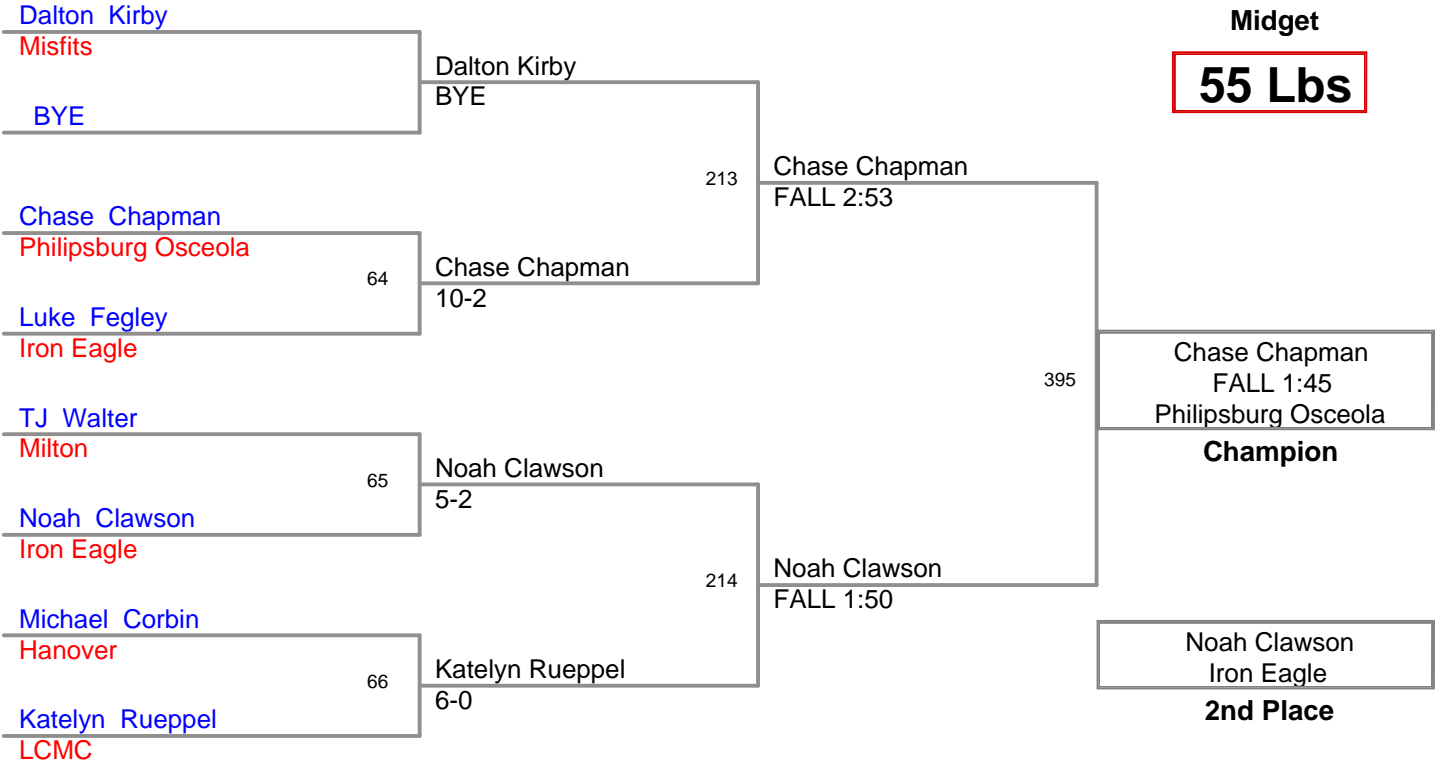 Dalton  Kirby
Misfits
BYE
Chase  Chapman
Philipsburg Osceola
64
Luke  Fegley
Iron Eagle
TJ  Walter
Milton
65
Noah  Clawson
Iron Eagle
Michael  Corbin
Hanover
66
Katelyn  Rueppel
LCMC
Dalton Kirby
BYE
213
Chase Chapman
10-2
Noah Clawson
5-2
214
Katelyn Rueppel
6-0
Chase Chapman
FALL 2:53
395
Noah Clawson
FALL 1:50
Midget
55 Lbs
Chase Chapman
FALL 1:45
Philipsburg Osceola
Champion
Noah Clawson
Iron Eagle
2nd Place